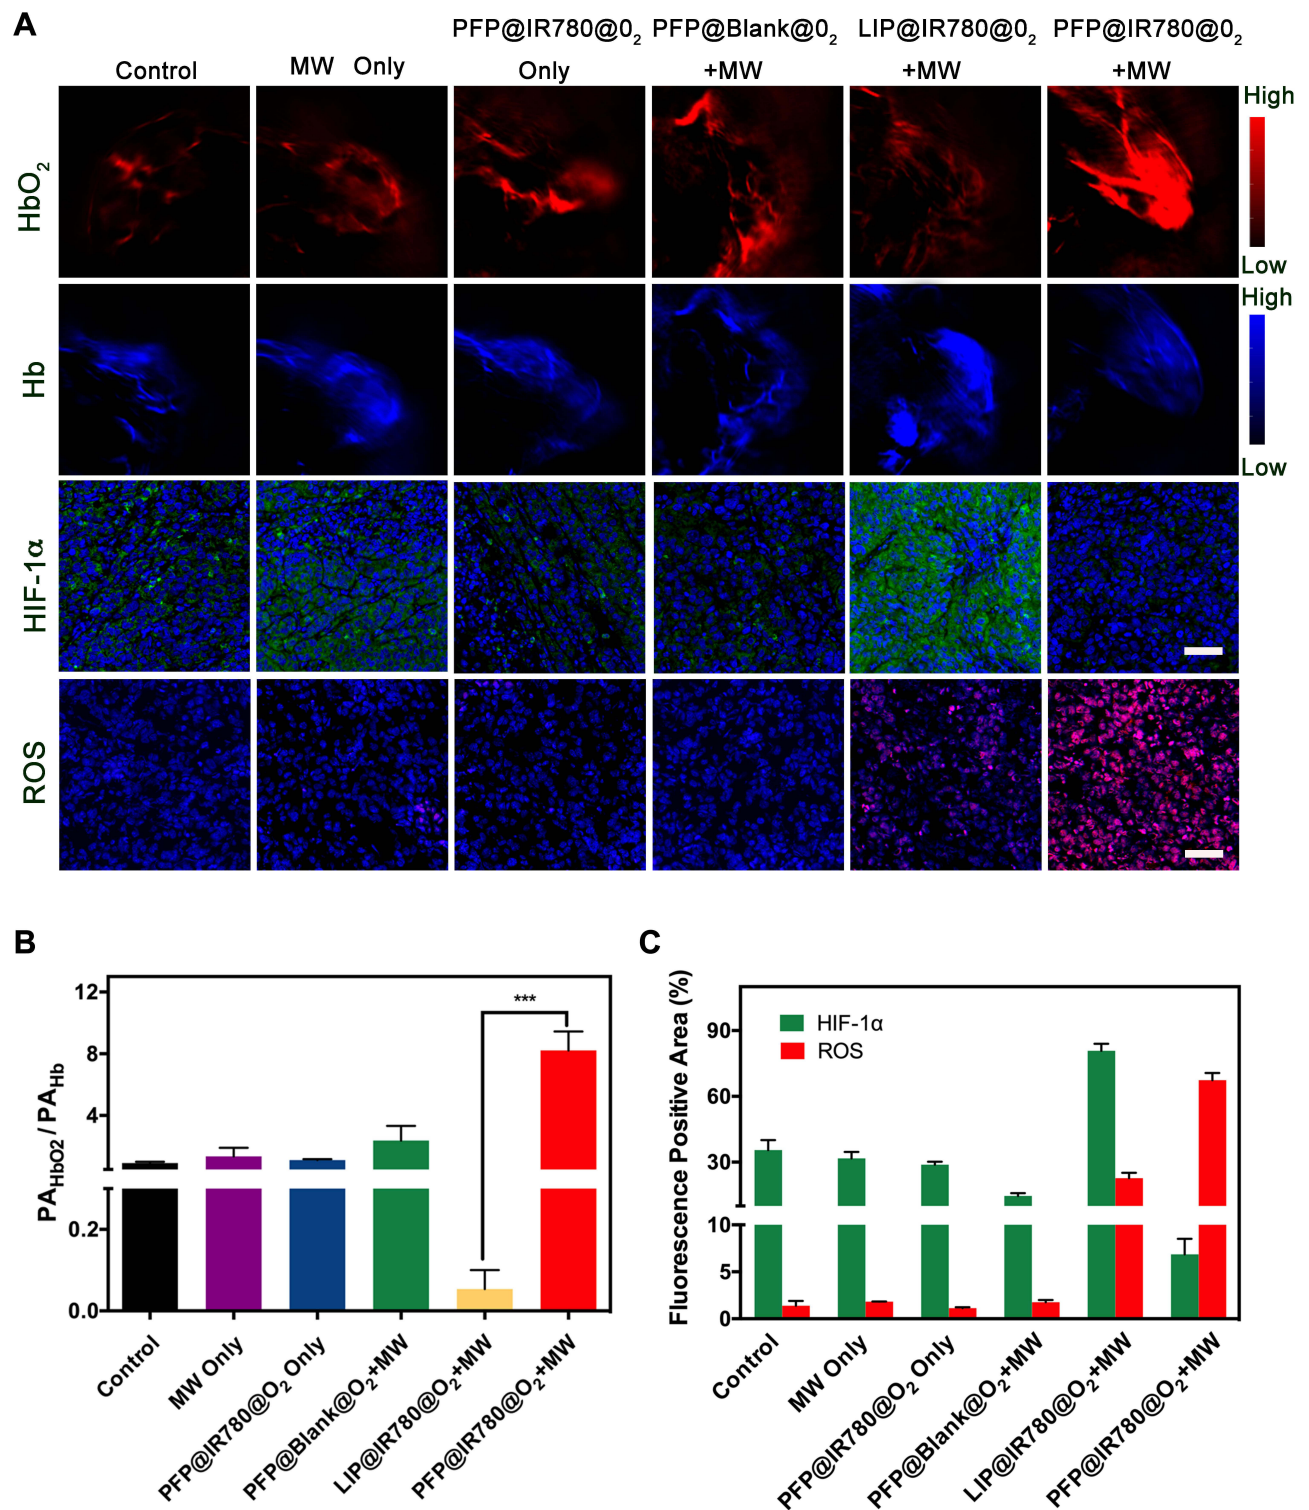 A
PFP@IR780@0₂ PFP@Blank@0₂ LIP@IR780@0₂ PFP@IR780@0₂
Control MW Only Only +MW +MW +MW
High
HbO₂
Low
High
Hb
Low
HIF-1α
ROS
B
PA_HbO2 / PA_Hb
12
8
4
0.2
0.0
***
Control
MW Only
PFP@IR780@O₂ Only
PFP@Blank@O₂+MW
LIP@IR780@O₂+MW
PFP@IR780@O₂+MW
C
Fluorescence Positive Area (%)
90
60
30
10
5
0
HIF-1α
ROS
Control
MW Only
PFP@IR780@O₂ Only
PFP@Blank@O₂+MW
LIP@IR780@O₂+MW
PFP@IR780@O₂+MW